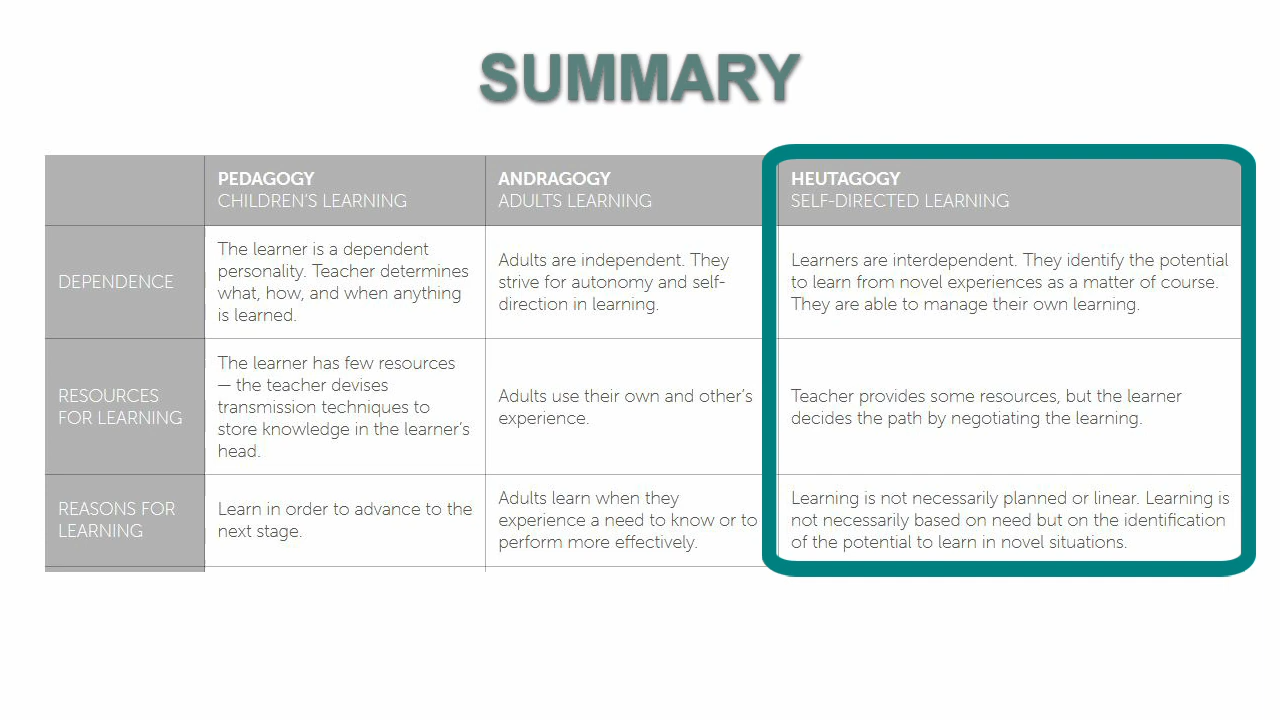 SUMMARY
PEDAGOGY
CHILDREN'S LEARNING
ANDRAGOGY
ADULTS LEARNING
HEUTAGOGY
SELF-DIRECTED LEARNING
DEPENDENCE
The learner is a dependent
personality. Teacher determines
what, how, and when anything
is learned.
Adults are independent. They
strive for autonomy and self-
direction in learning.
Learners are interdependent. They identify the potential
to learn from novel experiences as a matter of course.
They are able to manage their own learning.
RESOURCES
FOR LEARNING
The learner has few resources
— the teacher devises
transmission techniques to
store knowledge in the learner's
head.
Adults use their own and other's
experience.
Teacher provides some resources, but the learner
decides the path by negotiating the learning.
REASONS FOR
LEARNING
Learn in order to advance to the
next stage.
Adults learn when they
experience a need to know or to
perform more effectively.
Learning is not necessarily planned or linear. Learning is
not necessarily based on need but on the identification
of the potential to learn in novel situations.